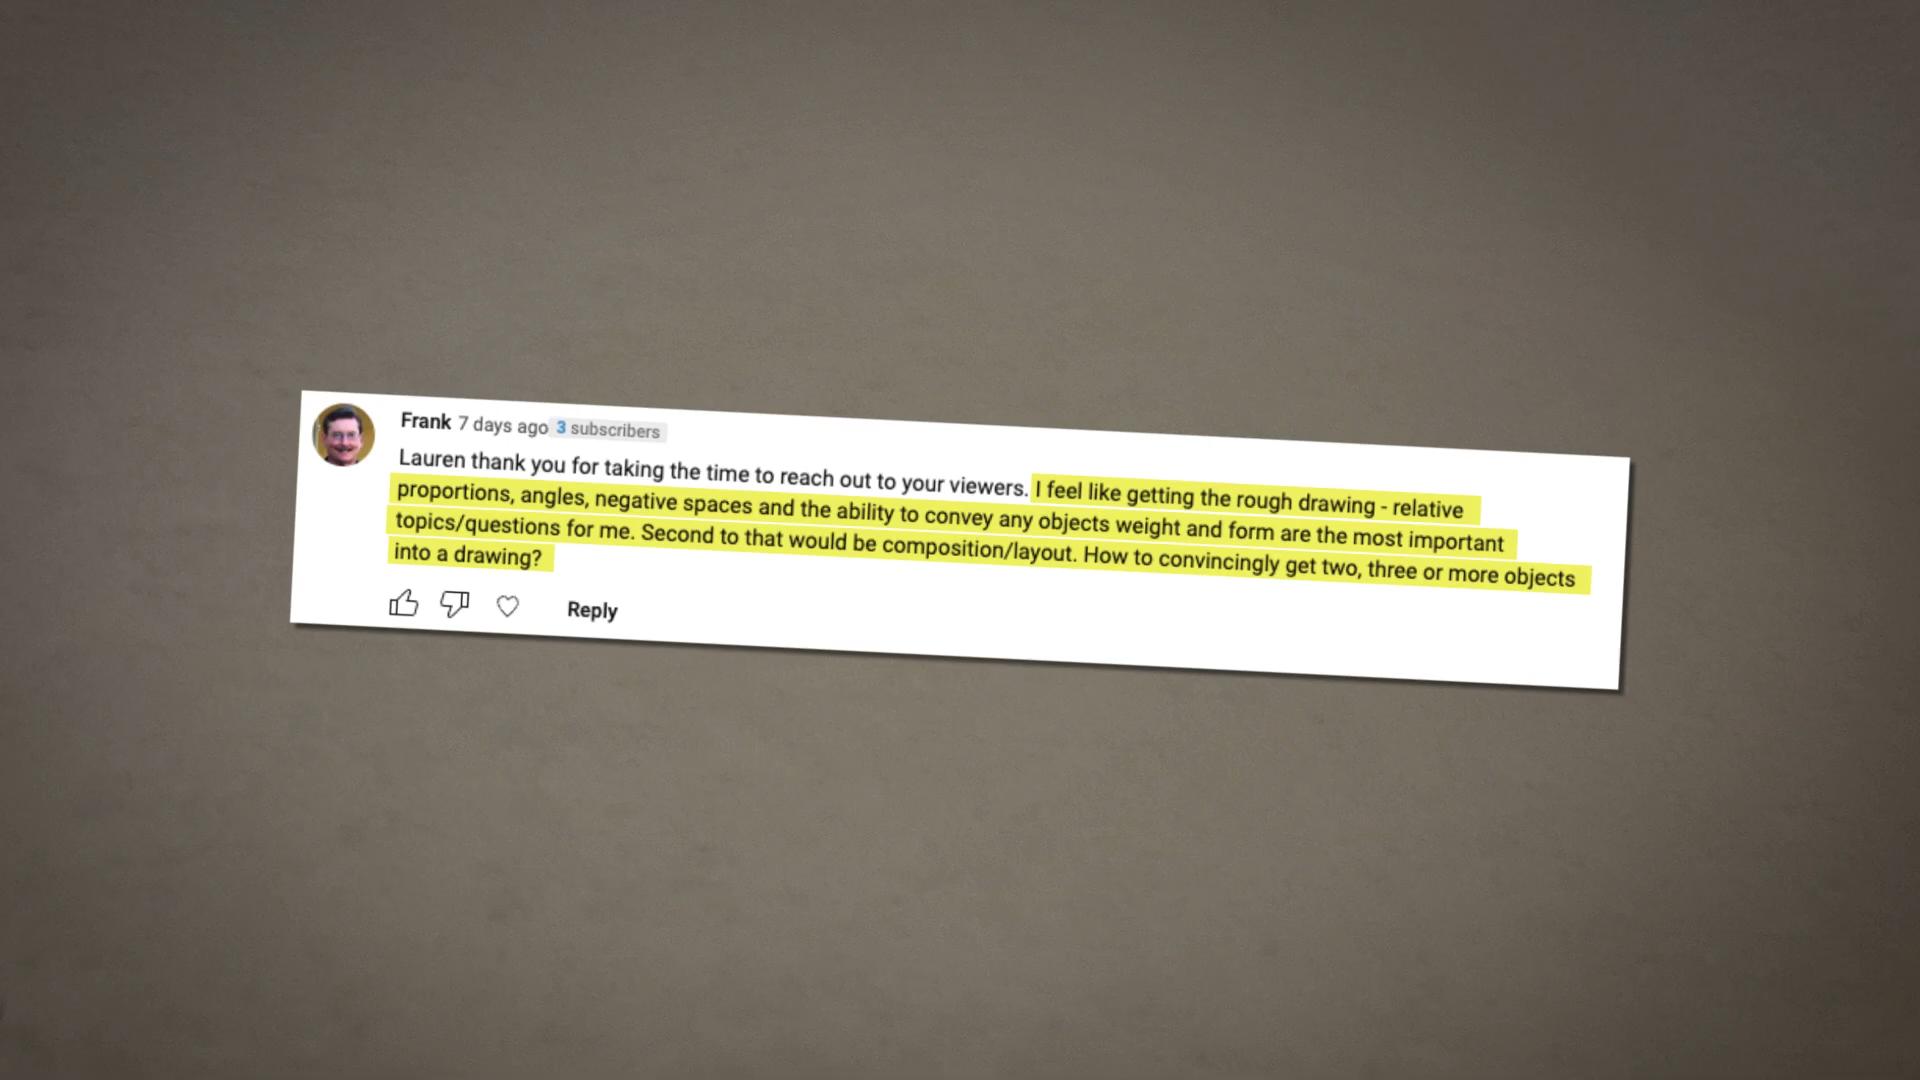 Frank 7 days ago 3 subscribers
Lauren thank you for taking the time to reach out to your viewers. I feel like getting the rough drawing - relative
proportions, angles, negative spaces and the ability to convey any objects weight and form are the most important
topics/questions for me. Second to that would be composition/layout. How to convincingly get two, three or more objects
into a drawing?
Reply